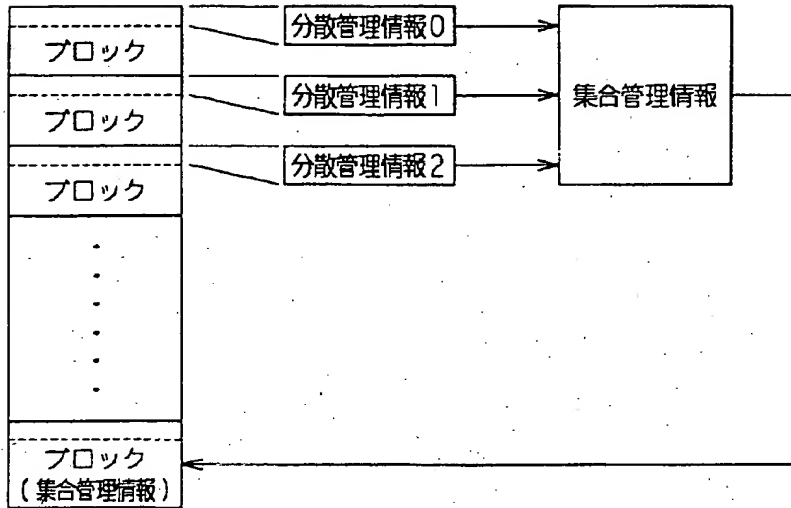 ブロック
分散管理情報0
集合管理情報
ブロック
分散管理情報1
ブロック
分散管理情報2
ブロック
(集合管理情報)